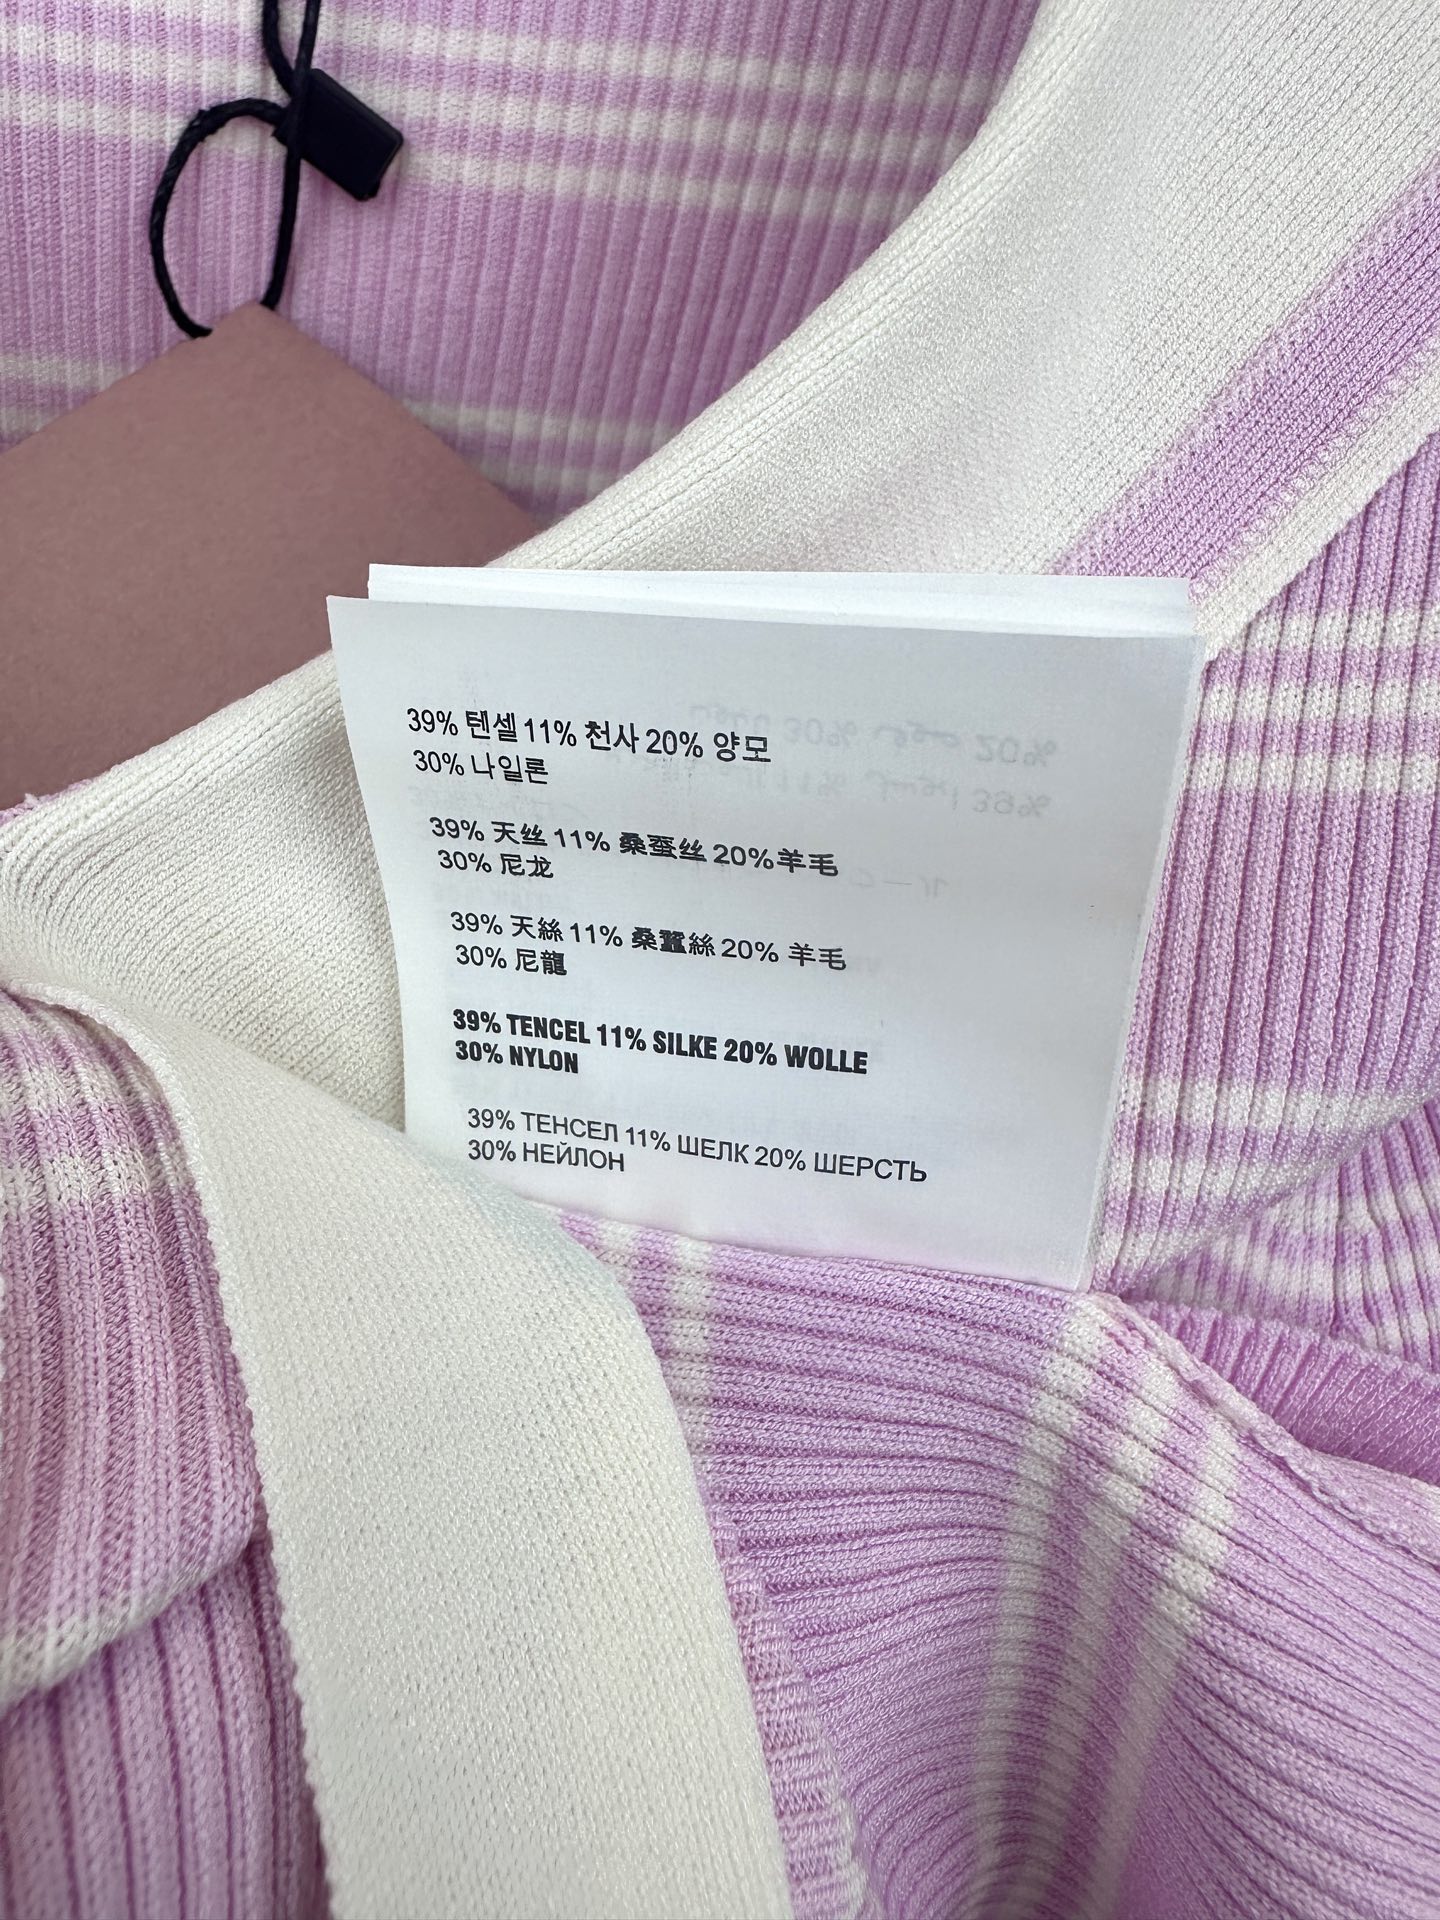 39% 텐셀 11% 천사 20% 양모
30% 나일론
39% 天丝 11% 桑蚕丝 20%羊毛
30% 尼龙
39% 天絲 11% 桑蠶絲 20% 羊毛
30% 尼龍
39% TENCEL 11% SILKE 20% WOLLE
30% NYLON
39% ТЕНСЕЛ 11% ШЕЛК 20% ШЕРСТЬ
30% НЕЙЛОН